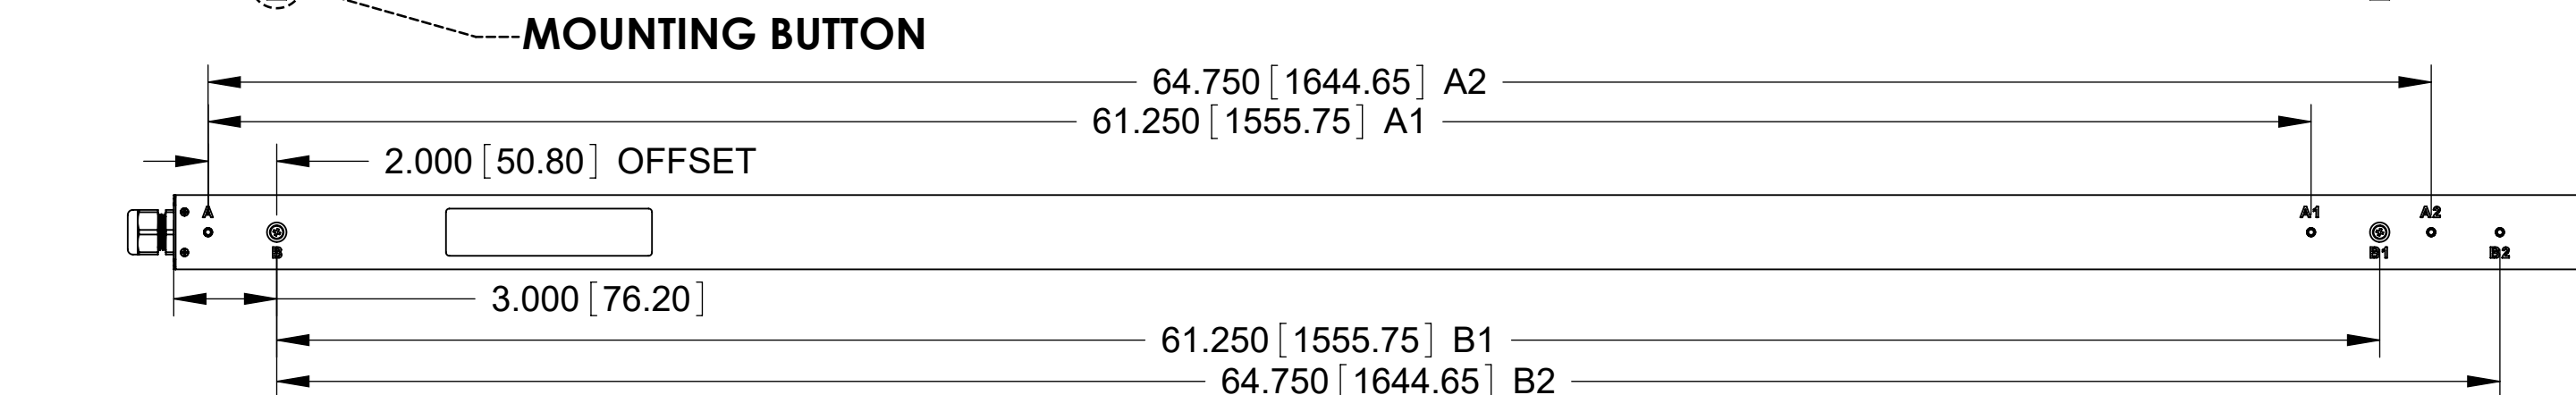 MOUNTING BUTTON
64.750 [1644.65] A2
61.250 [1555.75] A1
2.000 [50.80] OFFSET
A A1 A2
B B1 B2
3.000 [76.20]
61.250 [1555.75] B1
64.750 [1644.65] B2